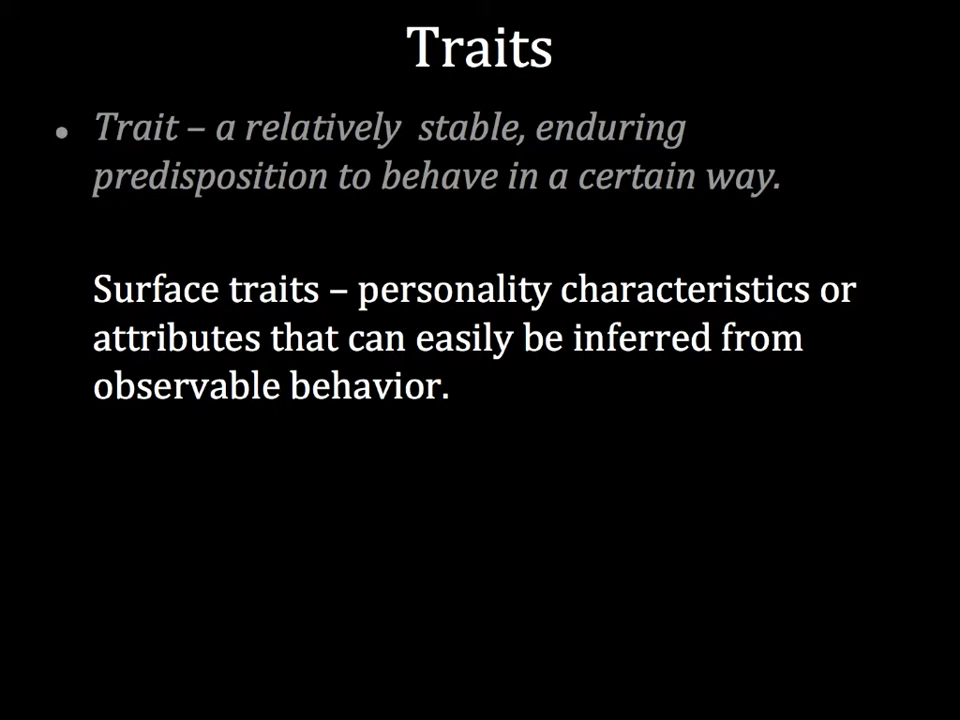 Traits
• Trait – a relatively stable, enduring
predisposition to behave in a certain way.
Surface traits – personality characteristics or
attributes that can easily be inferred from
observable behavior.